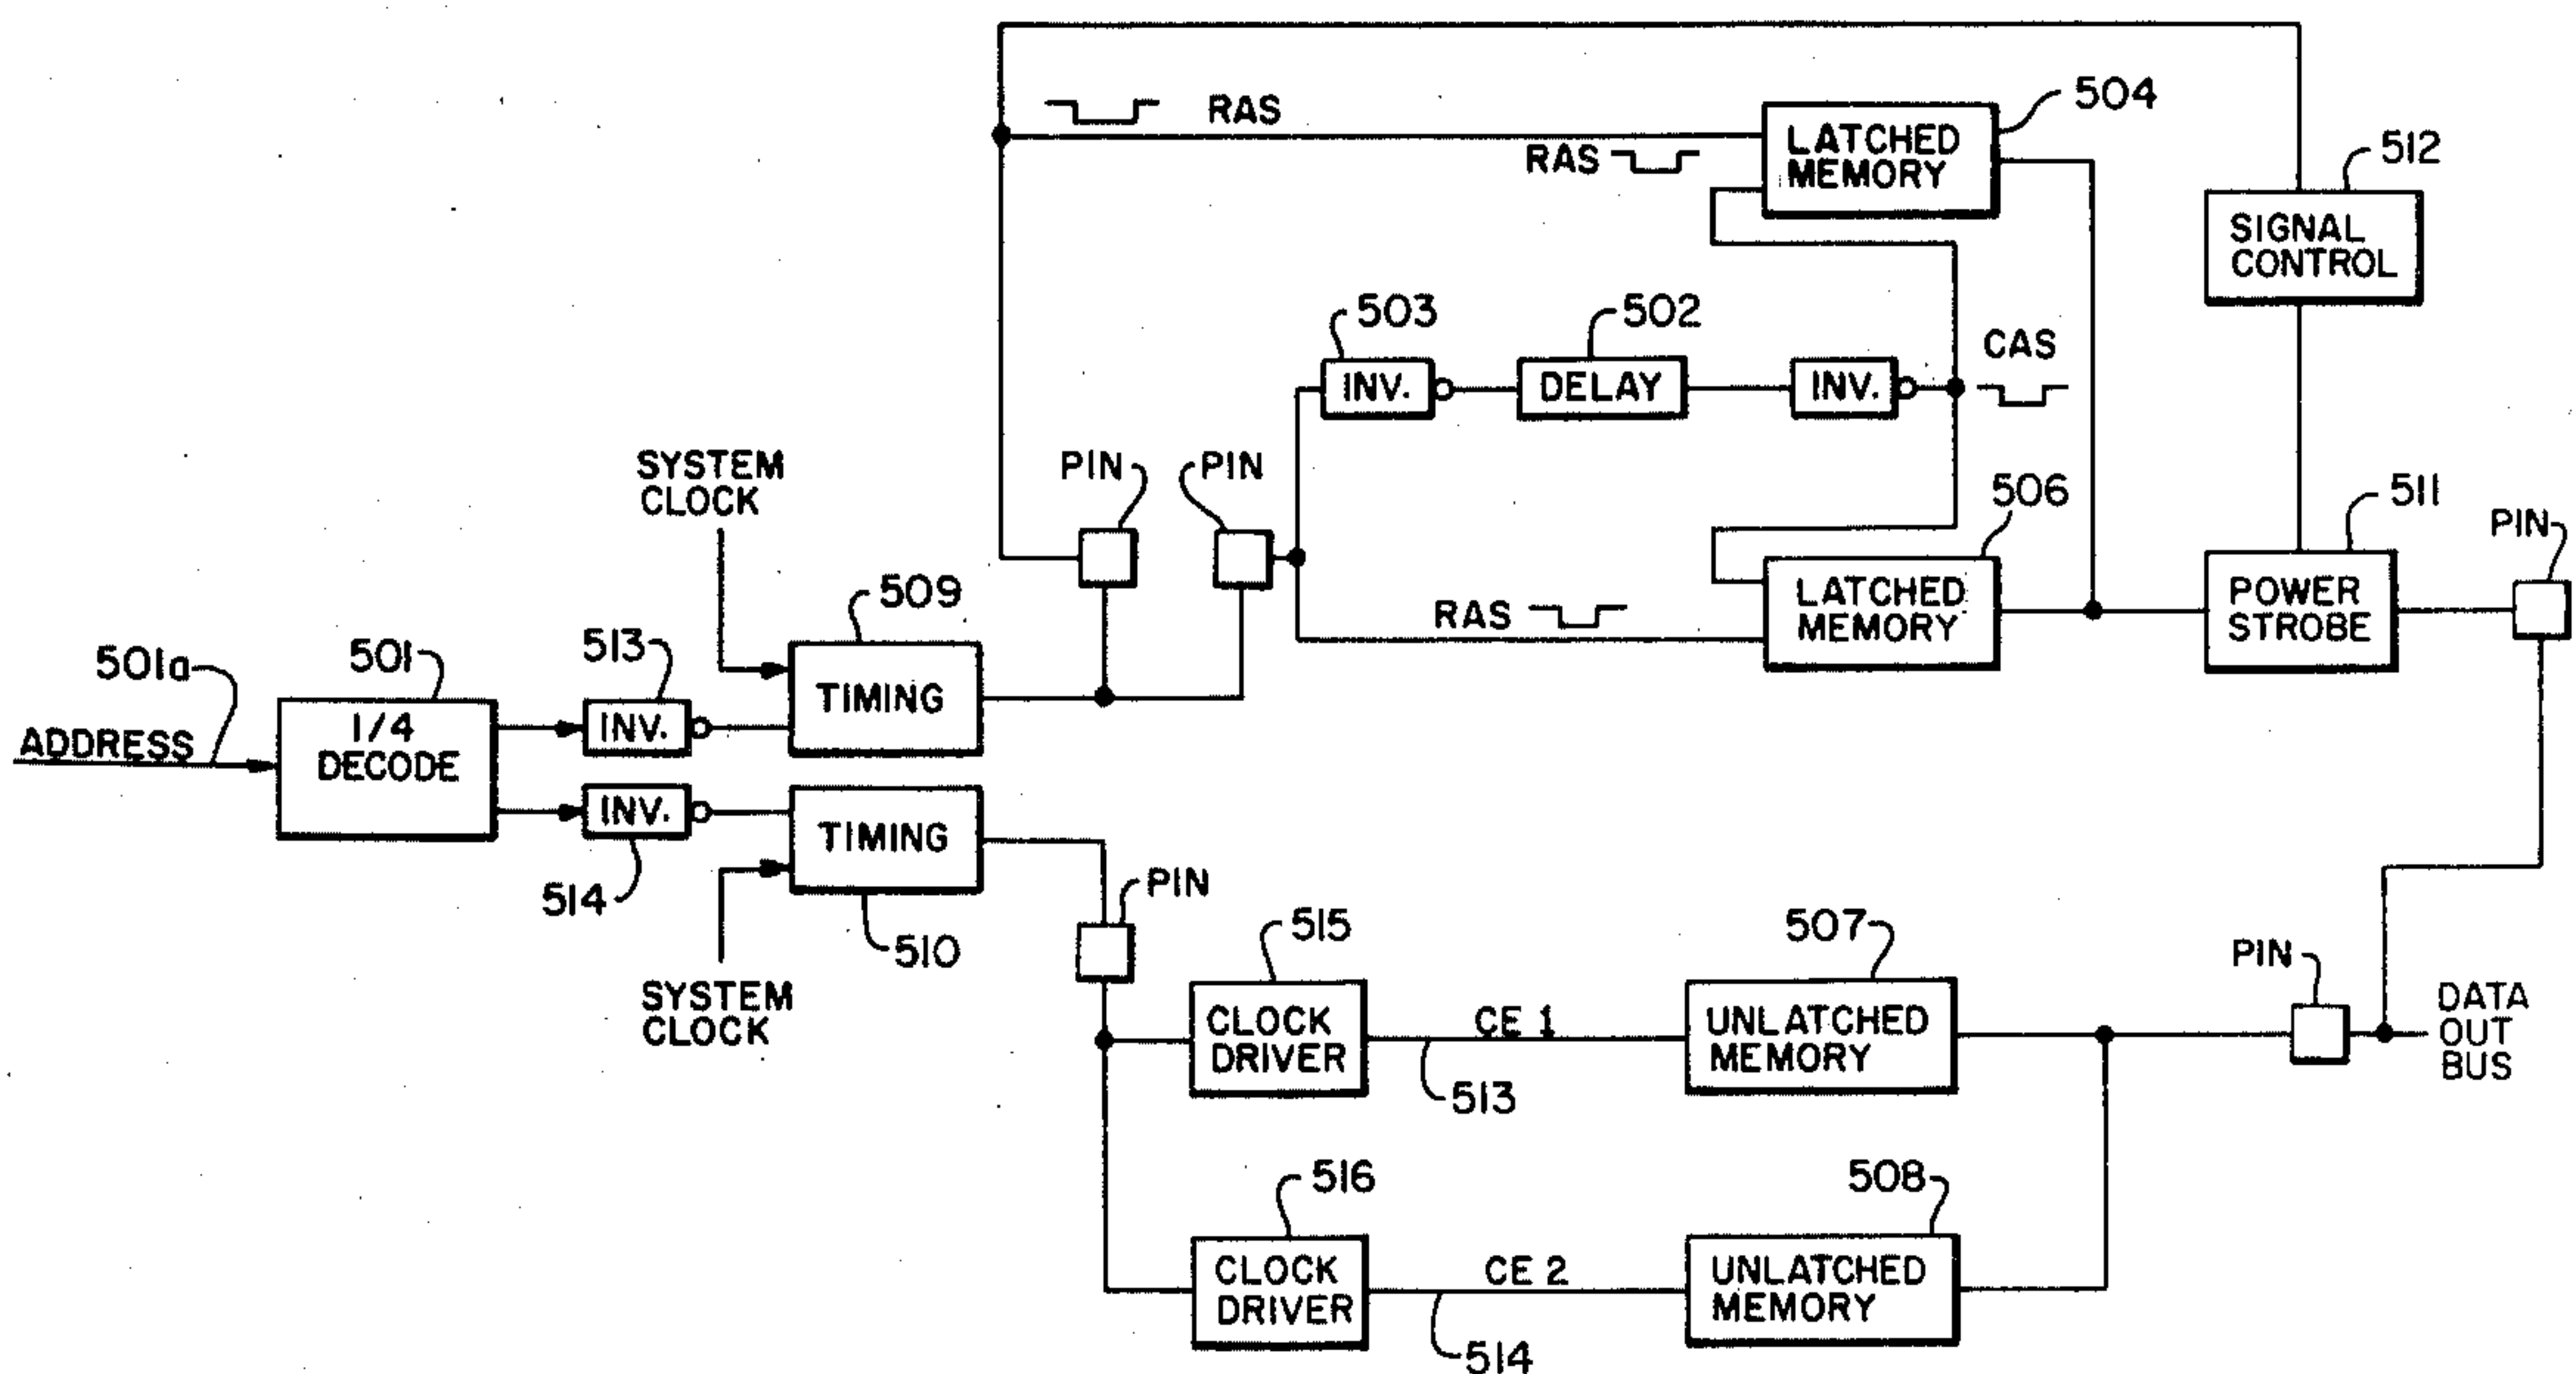 RAS
504
LATCHED
MEMORY
RAS
512
SIGNAL
CONTROL
503
502
CAS
INV.
DELAY
INV.
SYSTEM
CLOCK
PIN
PIN
506
511
PIN
509
LATCHED
MEMORY
POWER
STROBE
RAS
501a
501
513
TIMING
ADDRESS
1/4
DECODE
INV.
INV.
TIMING
514
510
PIN
SYSTEM
CLOCK
515
507
PIN
CLOCK
DRIVER
CE 1
513
UNLATCHED
MEMORY
DATA
OUT
BUS
516
508
CLOCK
DRIVER
CE 2
514
UNLATCHED
MEMORY